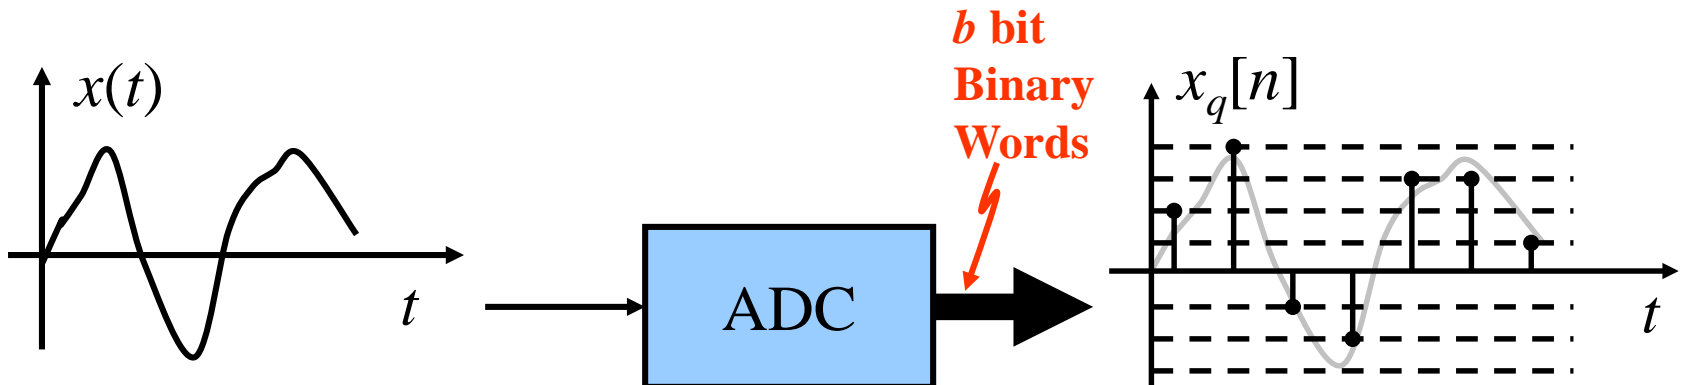 x(t)
t
ADC
b bit
Binary
Words
x_q[n]
t